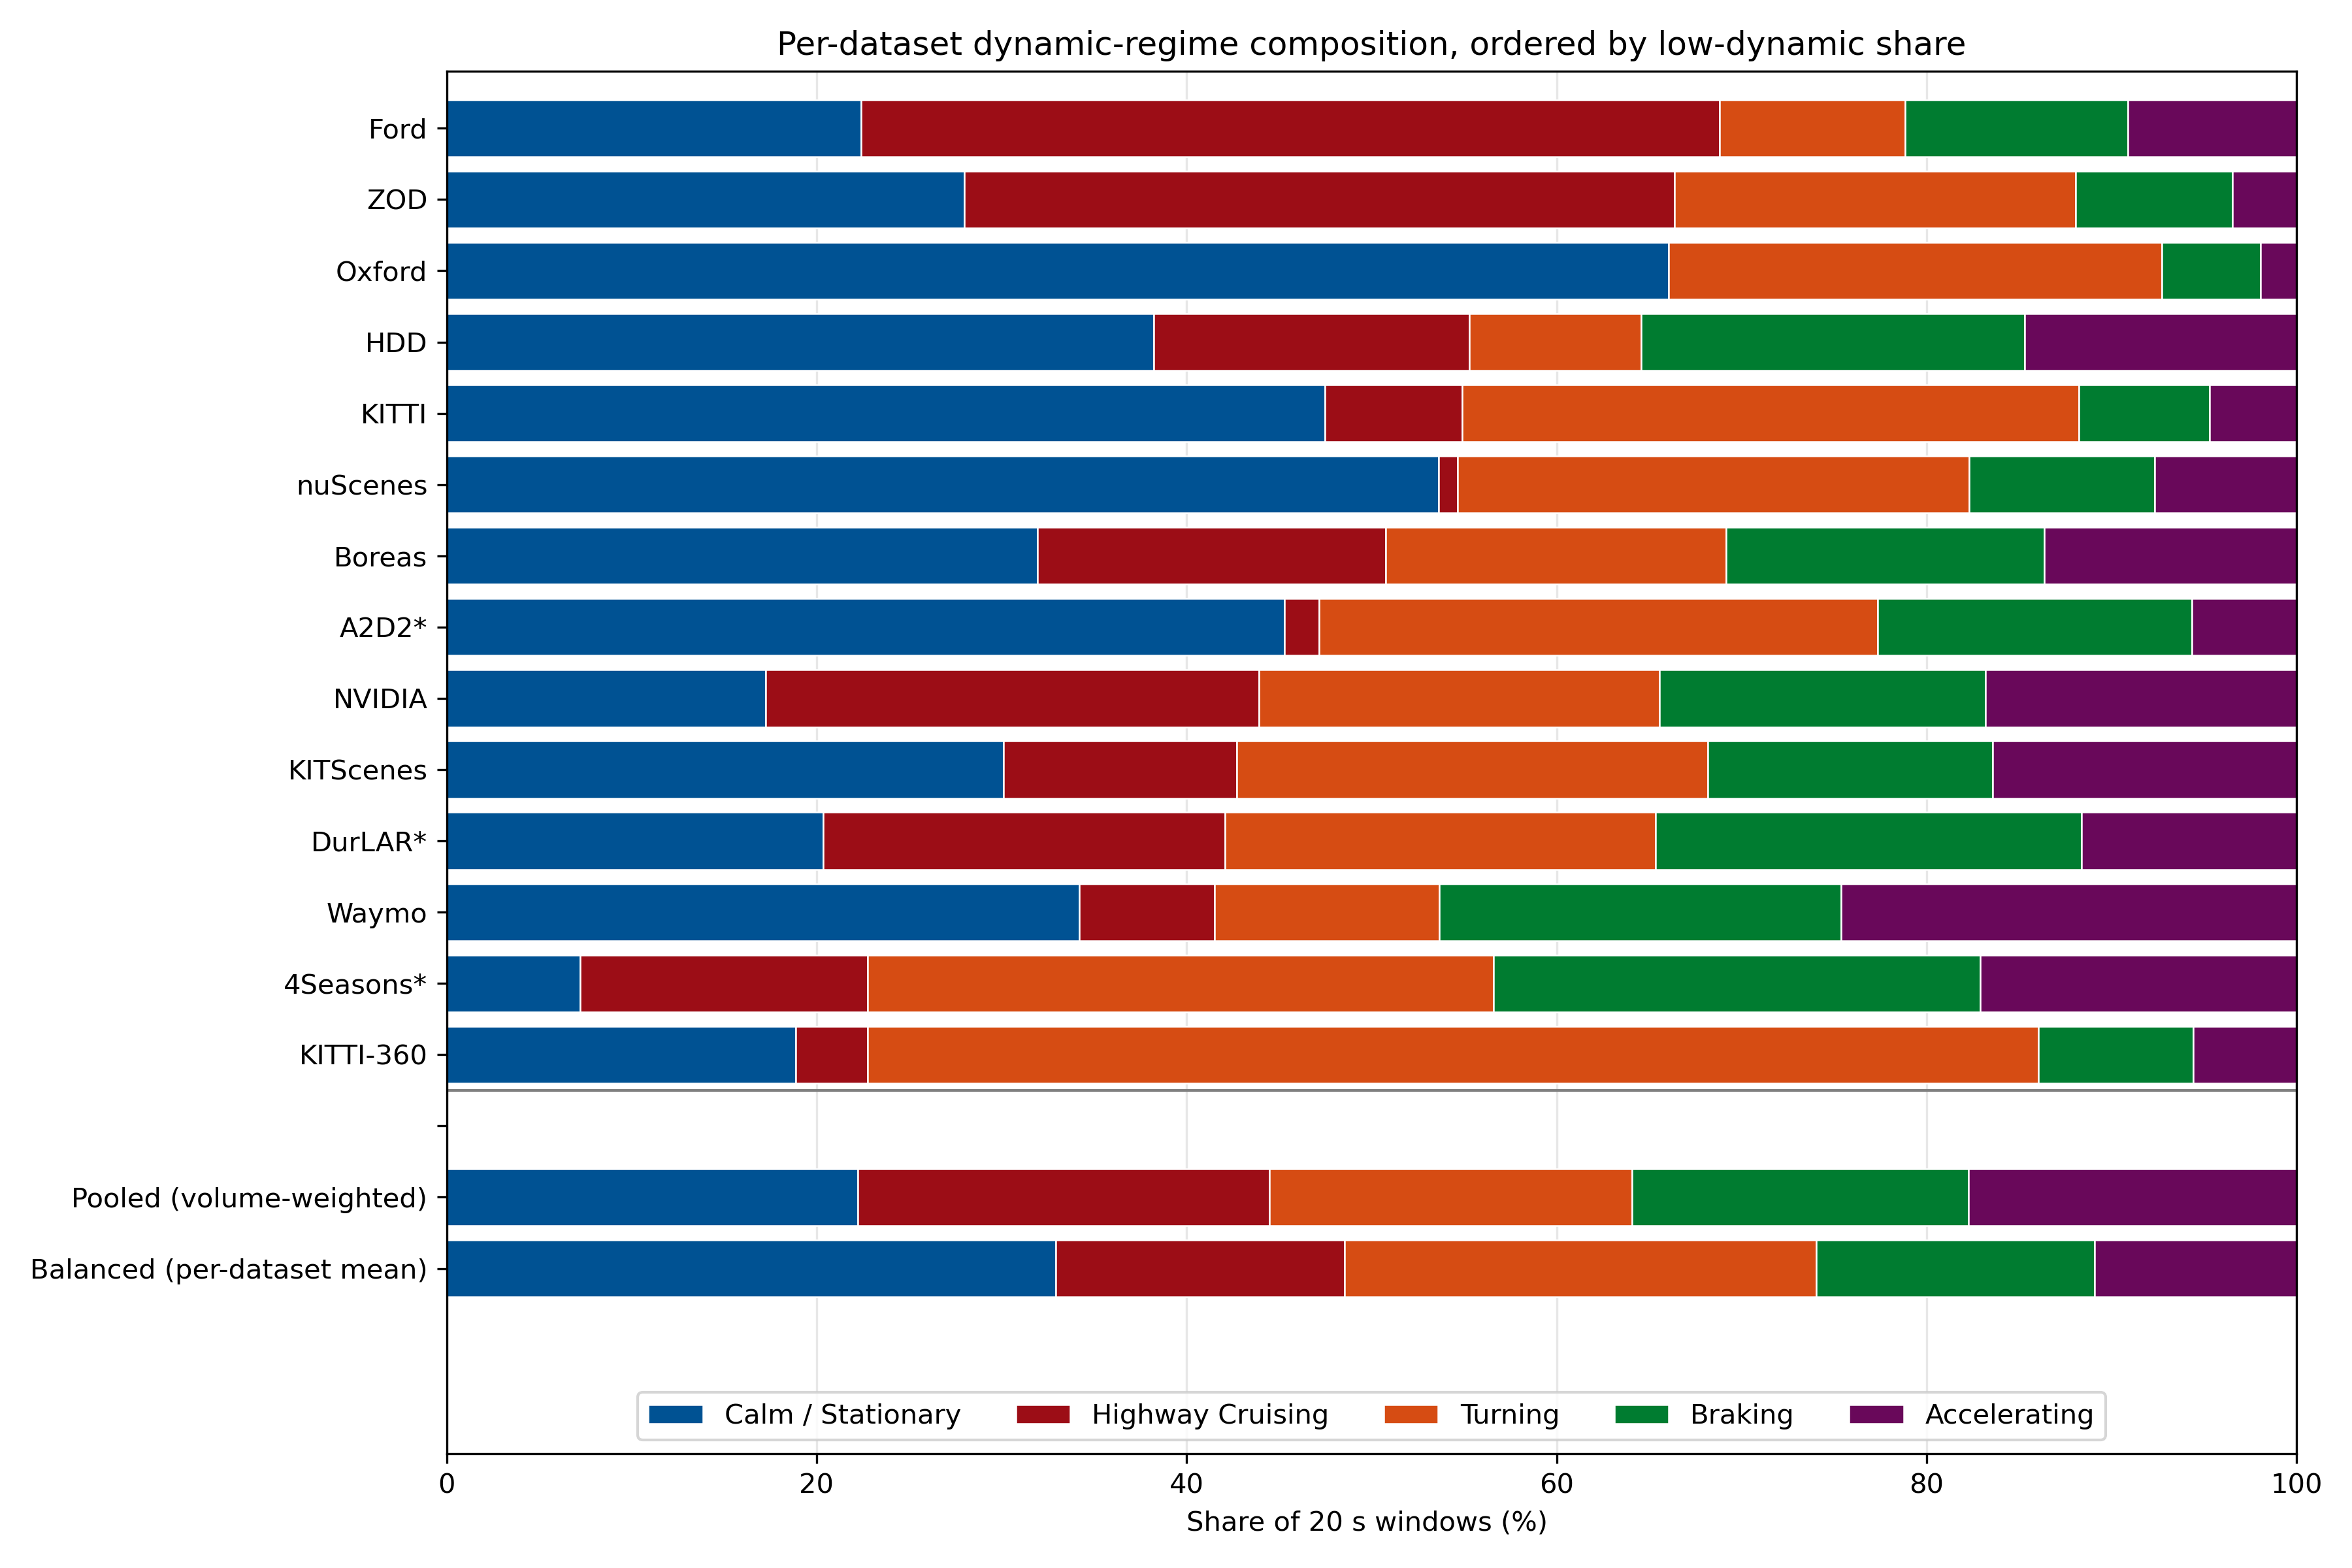 Per-dataset dynamic-regime composition, ordered by low-dynamic share
Ford
ZOD
Oxford
HDD
KITTI
nuScenes
Boreas
A2D2*
NVIDIA
KITScenes
DurLAR*
Waymo
4Seasons*
KITTI-360
Pooled (volume-weighted)
Balanced (per-dataset mean)
Calm / Stationary Highway Cruising Turning Braking Accelerating
0 20 40 60 80 100
Share of 20 s windows (%)